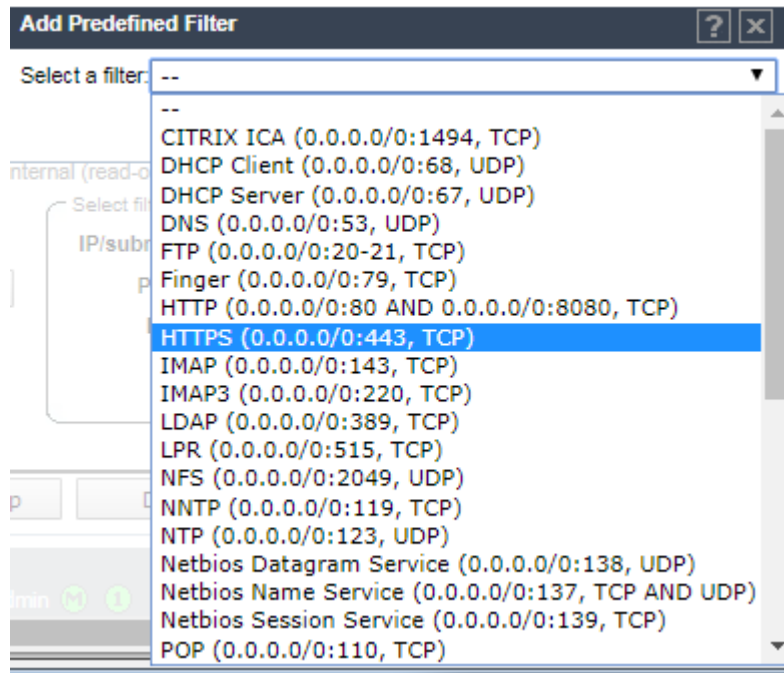 Add Predefined Filter
Select a filter: --
--
CITRIX ICA (0.0.0.0/0:1494, TCP)
DHCP Client (0.0.0.0/0:68, UDP)
DHCP Server (0.0.0.0/0:67, UDP)
DNS (0.0.0.0/0:53, UDP)
FTP (0.0.0.0/0:20-21, TCP)
Finger (0.0.0.0/0:79, TCP)
HTTP (0.0.0.0/0:80 AND 0.0.0.0/0:8080, TCP)
HTTPS (0.0.0.0/0:443, TCP)
IMAP (0.0.0.0/0:143, TCP)
IMAP3 (0.0.0.0/0:220, TCP)
LDAP (0.0.0.0/0:389, TCP)
LPR (0.0.0.0/0:515, TCP)
NFS (0.0.0.0/0:2049, UDP)
NNTP (0.0.0.0/0:119, TCP)
NTP (0.0.0.0/0:123, UDP)
Netbios Datagram Service (0.0.0.0/0:138, UDP)
Netbios Name Service (0.0.0.0/0:137, TCP AND UDP)
Netbios Session Service (0.0.0.0/0:139, TCP)
POP (0.0.0.0/0:110, TCP)